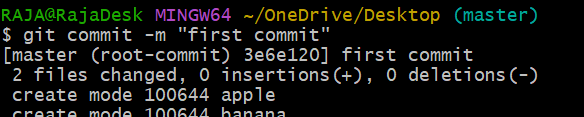 RAJA@RajaDesk MINGW64 ~/OneDrive/Desktop (master)
$ git commit -m "first commit"
[master (root-commit) 3e6e120] first commit
 2 files changed, 0 insertions(+), 0 deletions(-)
 create mode 100644 apple
 create mode 100644 banana